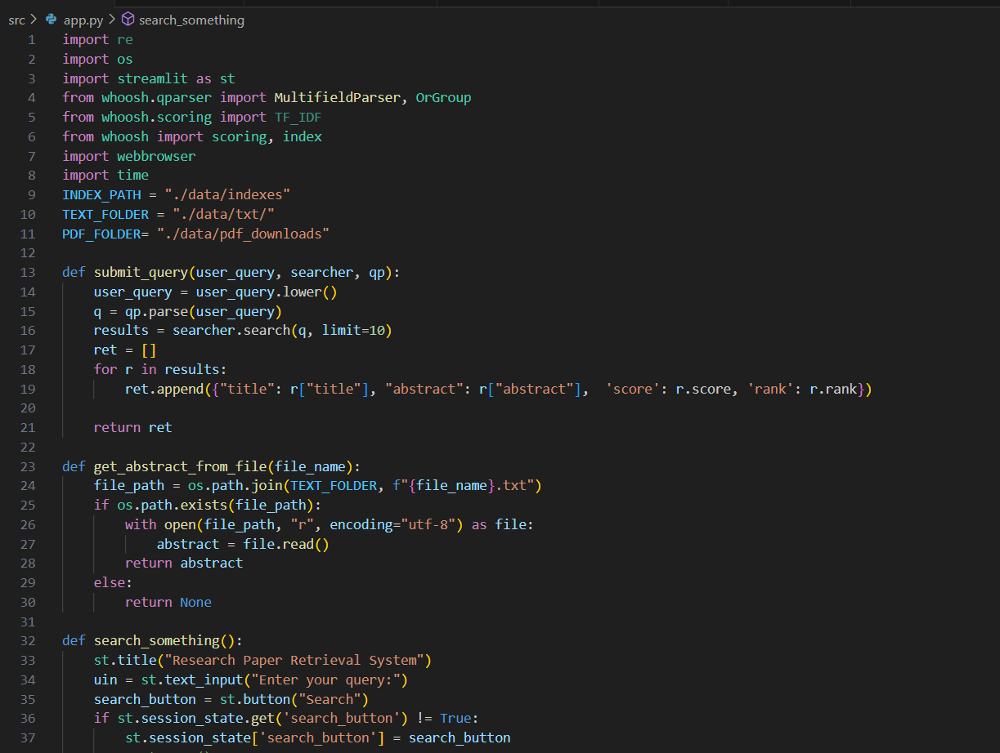 src > app.py > search_something
1 import re
2 import os
3 import streamlit as st
4 from whoosh.qparser import MultifieldParser, OrGroup
5 from whoosh.scoring import TF_IDF
6 from whoosh import scoring, index
7 import webbrowser
8 import time
9 INDEX_PATH = "./data/indexes"
10 TEXT_FOLDER = "./data/txt/"
11 PDF_FOLDER= "./data/pdf_downloads"
12
13 def submit_query(user_query, searcher, qp):
14     user_query = user_query.lower()
15     q = qp.parse(user_query)
16     results = searcher.search(q, limit=10)
17     ret = []
18     for r in results:
19         ret.append({"title": r["title"], "abstract": r["abstract"],  'score': r.score, 'rank': r.rank})
20
21     return ret
22
23 def get_abstract_from_file(file_name):
24     file_path = os.path.join(TEXT_FOLDER, f"{file_name}.txt")
25     if os.path.exists(file_path):
26         with open(file_path, "r", encoding="utf-8") as file:
27             abstract = file.read()
28         return abstract
29     else:
30         return None
31
32 def search_something():
33     st.title("Research Paper Retrieval System")
34     uin = st.text_input("Enter your query:")
35     search_button = st.button("Search")
36     if st.session_state.get('search_button') != True:
37         st.session_state['search_button'] = search_button